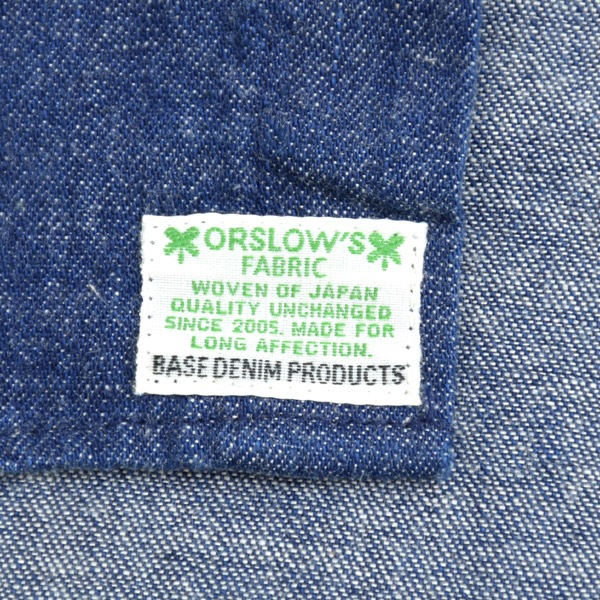 ORSLOW'S
FABRIC
WOVEN OF JAPAN
QUALITY UNCHANGED
SINCE 2005. MADE FOR
LONG AFFECTION.
BASE DENIM PRODUCTS